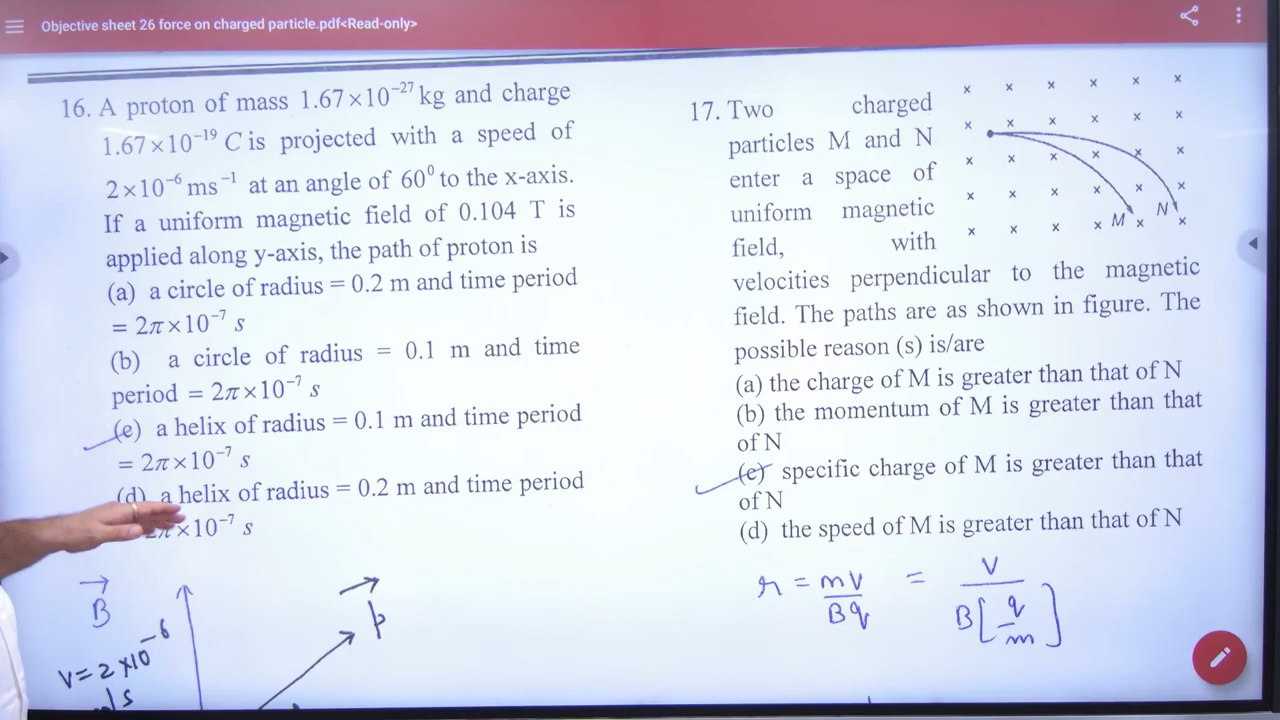 Objective sheet 26 force on charged particle.pdf<Read-only>
16. A proton of mass 1.67×10⁻²⁷ kg and charge
1.67×10⁻¹⁹ C is projected with a speed of
2×10⁻⁶ ms⁻¹ at an angle of 60⁰ to the x-axis.
If a uniform magnetic field of 0.104 T is
applied along y-axis, the path of proton is
(a) a circle of radius = 0.2 m and time period
= 2π×10⁻⁷ s
(b) a circle of radius = 0.1 m and time
period = 2π×10⁻⁷ s
(c) a helix of radius = 0.1 m and time period
= 2π×10⁻⁷ s
(d) a helix of radius = 0.2 m and time period
2π×10⁻⁷ s
B
v=2×10⁻⁶
m/s
p
17. Two charged
particles M and N
enter a space of
uniform magnetic
field, with
velocities perpendicular to the magnetic
field. The paths are as shown in figure. The
possible reason (s) is/are
(a) the charge of M is greater than that of N
(b) the momentum of M is greater than that
of N
(c) specific charge of M is greater than that
of N
(d) the speed of M is greater than that of N
M N
r = mv/Bq = v/B[q/m]